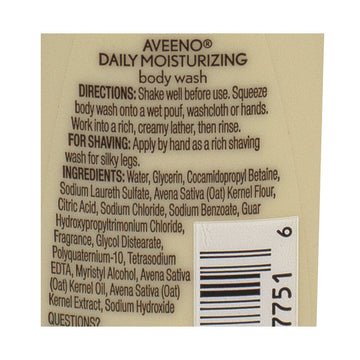 AVEENO®
DAILY MOISTURIZING
body wash
DIRECTIONS: Shake well before use. Squeeze
body wash onto a wet pouf, washcloth or hands.
Work into a rich, creamy lather, then rinse.
FOR SHAVING: Apply by hand as a rich shaving
wash for silky legs.
INGREDIENTS: Water, Glycerin, Cocamidopropyl Betaine,
Sodium Laureth Sulfate, Avena Sativa (Oat) Kernel Flour,
Citric Acid, Sodium Chloride, Sodium Benzoate, Guar
Hydroxypropyltrimonium Chloride,
Fragrance, Glycol Distearate,
Polyquaternium-10, Tetrasodium
EDTA, Myristyl Alcohol, Avena Sativa
(Oat) Kernel Oil, Avena Sativa (Oat)
Kernel Extract, Sodium Hydroxide
QUESTIONS?
7751 6